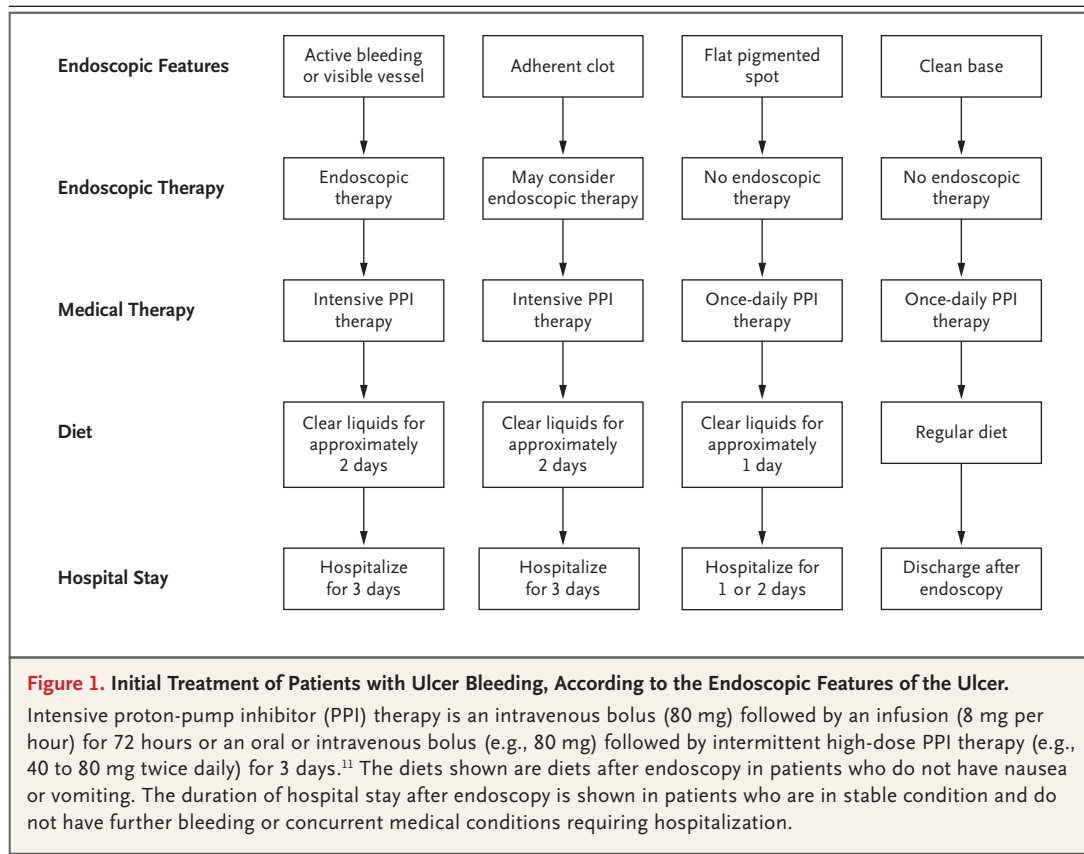 Endoscopic Features
Active bleeding
or visible vessel
Adherent clot
Flat pigmented
spot
Clean base
Endoscopic Therapy
Endoscopic
therapy
May consider
endoscopic therapy
No endoscopic
therapy
No endoscopic
therapy
Medical Therapy
Intensive PPI
therapy
Intensive PPI
therapy
Once-daily PPI
therapy
Once-daily PPI
therapy
Diet
Clear liquids for
approximately
2 days
Clear liquids for
approximately
2 days
Clear liquids for
approximately
1 day
Regular diet
Hospital Stay
Hospitalize
for 3 days
Hospitalize
for 3 days
Hospitalize for
1 or 2 days
Discharge after
endoscopy
Figure 1. Initial Treatment of Patients with Ulcer Bleeding, According to the Endoscopic Features of the Ulcer.
Intensive proton-pump inhibitor (PPI) therapy is an intravenous bolus (80 mg) followed by an infusion (8 mg per
hour) for 72 hours or an oral or intravenous bolus (e.g., 80 mg) followed by intermittent high-dose PPI therapy (e.g.,
40 to 80 mg twice daily) for 3 days.11 The diets shown are diets after endoscopy in patients who do not have nausea
or vomiting. The duration of hospital stay after endoscopy is shown in patients who are in stable condition and do
not have further bleeding or concurrent medical conditions requiring hospitalization.